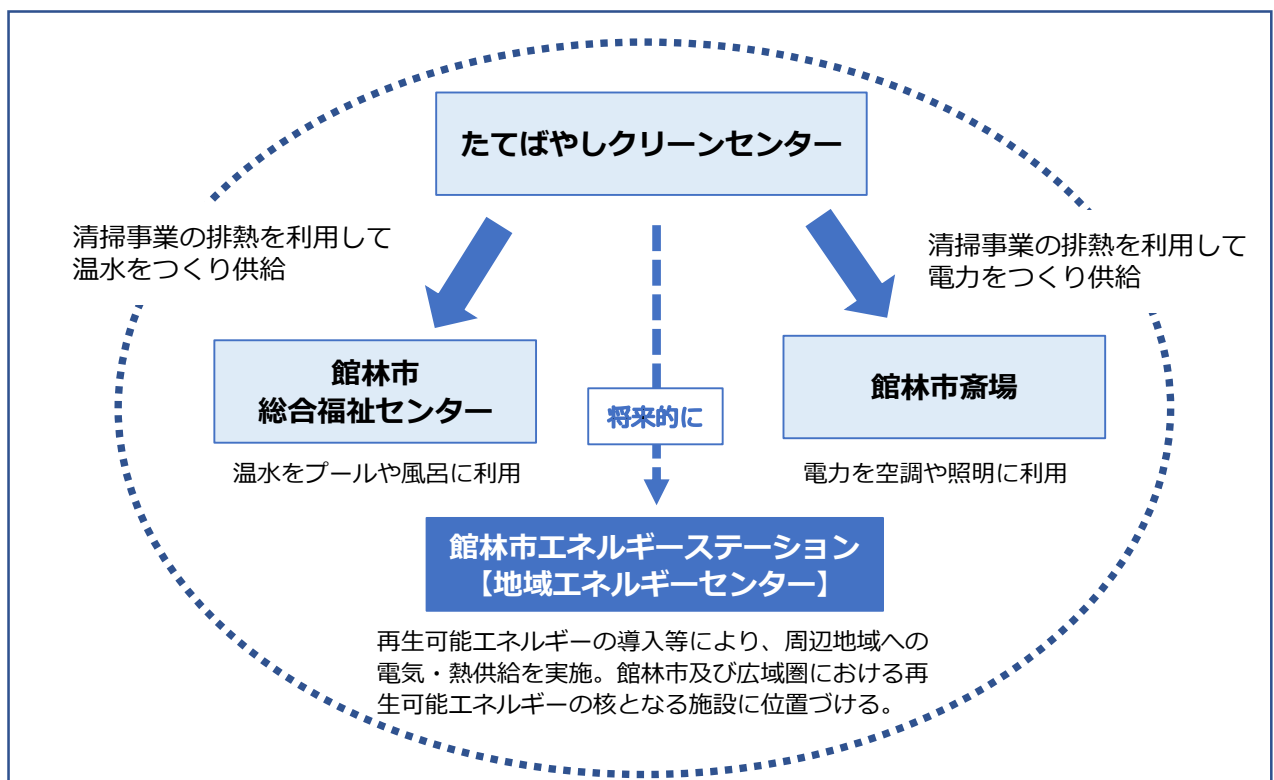 たてばやしクリーンセンター
清掃事業の排熱を利用して
温水をつくり供給
清掃事業の排熱を利用して
電力をつくり供給
館林市
総合福祉センター
温水をプールや風呂に利用
将来的に
館林市斎場
電力を空調や照明に利用
館林市エネルギーステーション
【地域エネルギーセンター】
再生可能エネルギーの導入等により、周辺地域への
電気・熱供給を実施。館林市及び広域圏における再
生可能エネルギーの核となる施設に位置づける。